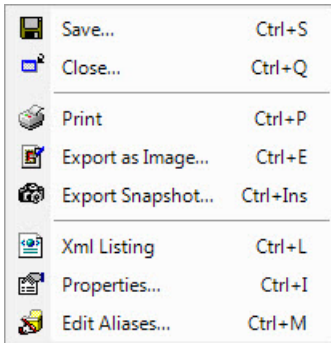 Save... Ctrl+S
Close... Ctrl+Q
Print Ctrl+P
Export as Image... Ctrl+E
Export Snapshot... Ctrl+Ins
Xml Listing Ctrl+L
Properties... Ctrl+I
Edit Aliases... Ctrl+M